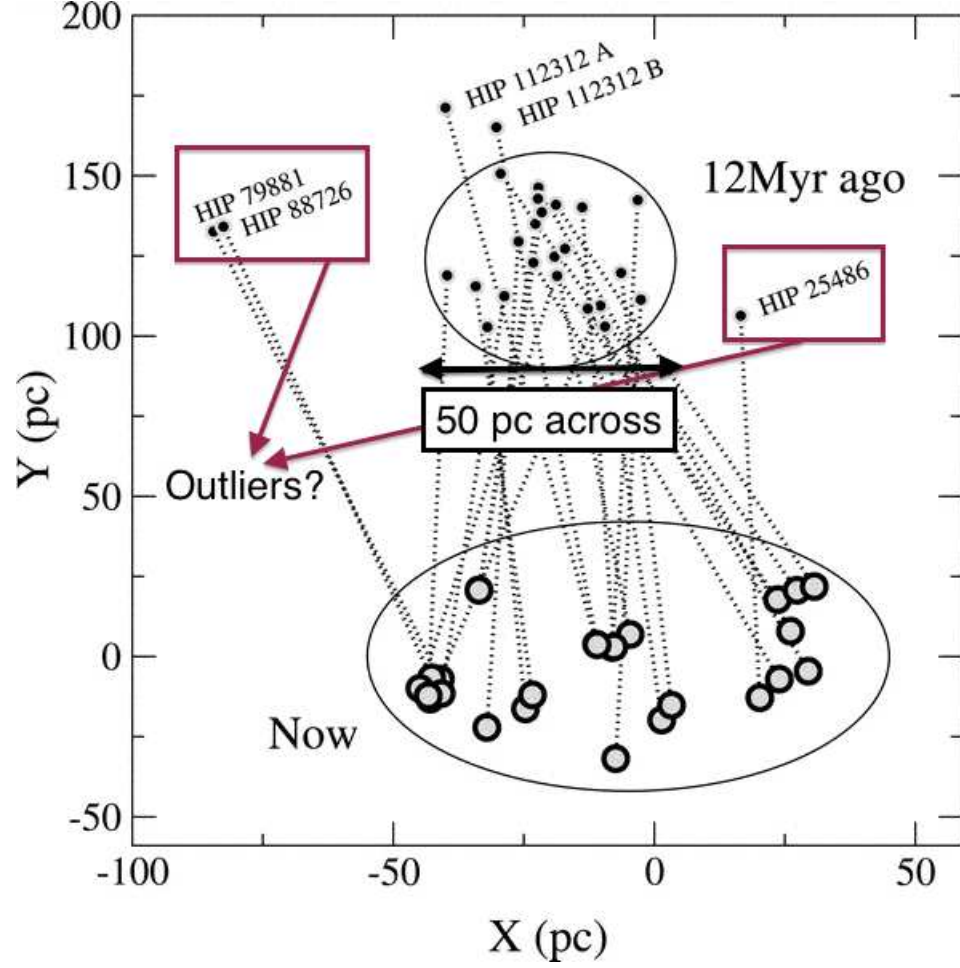 200
150
100
50
0
-50
Y (pc)
HIP 112312 A
HIP 112312 B
HIP 79881
HIP 88726
12Myr ago
HIP 25486
50 pc across
Outliers?
Now
-100
-50
0
50
X (pc)